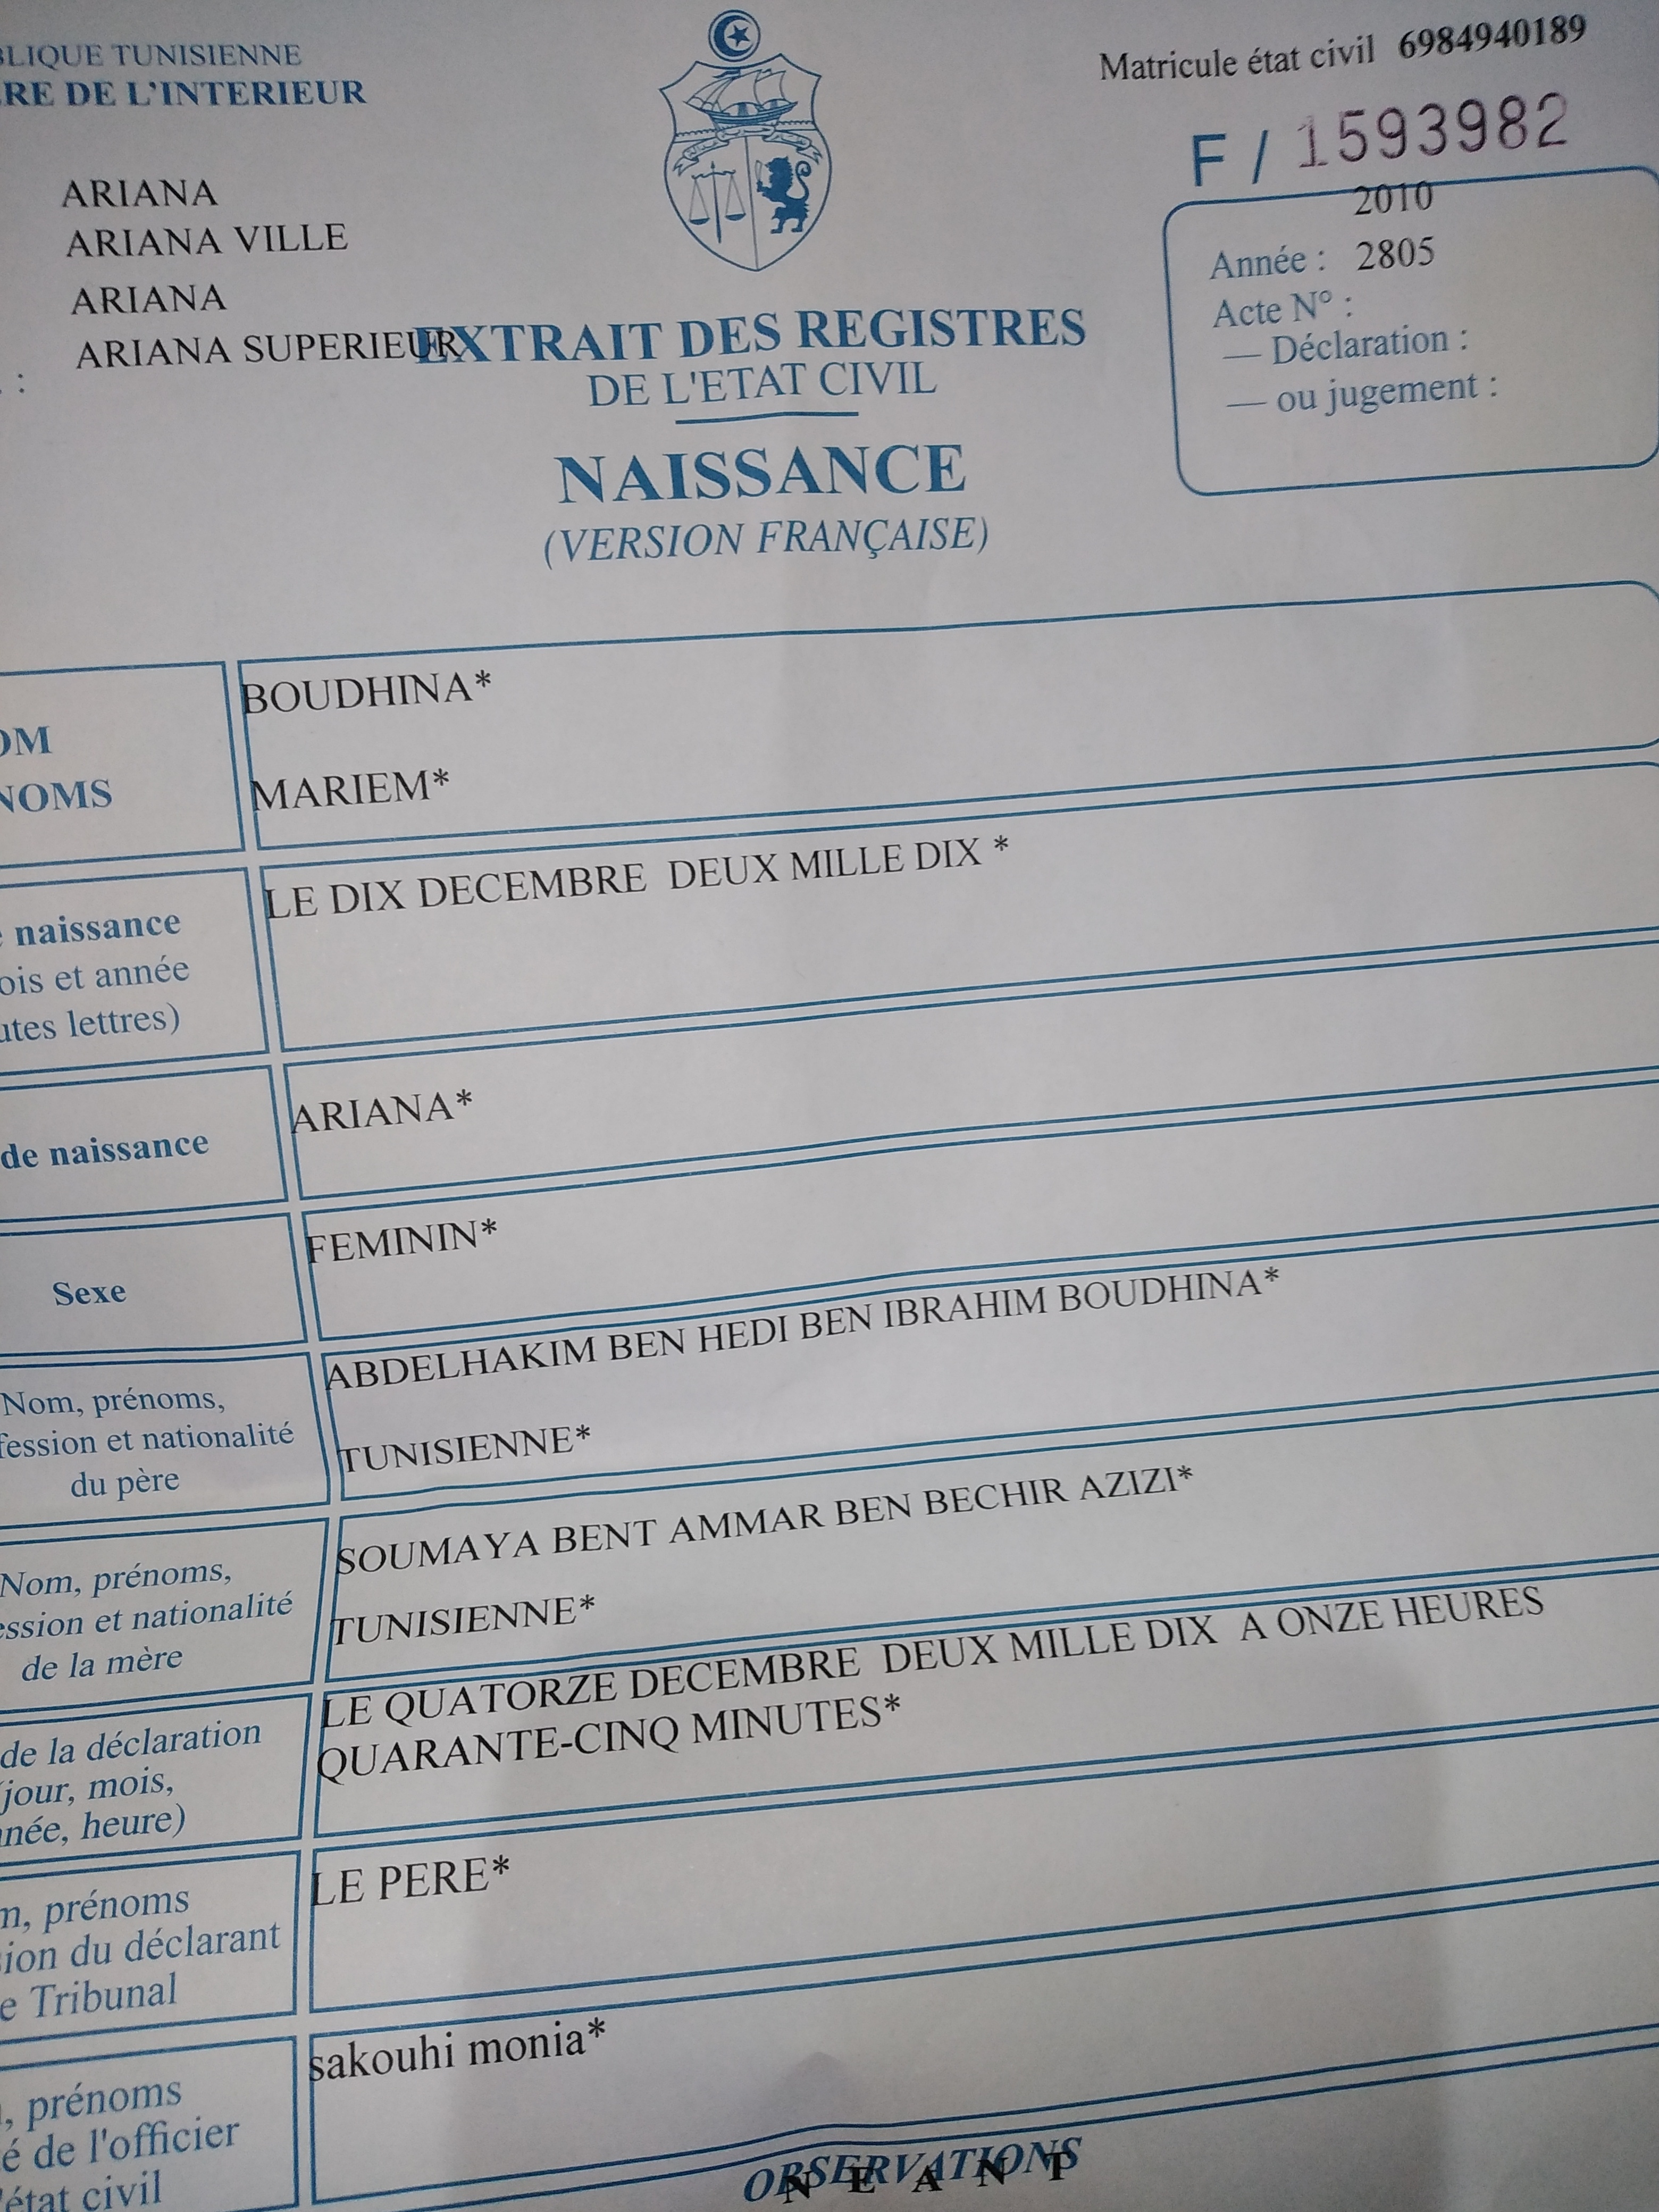 BLIQUE TUNISIENNE
RE DE L'INTERIEUR
Matricule état civil 6984940189
F / 1593982
ARIANA
ARIANA VILLE
ARIANA
ARIANA SUPERIEUR
:
2010
Année : 2805
Acte N° :
— Déclaration :
— ou jugement :
EXTRAIT DES REGISTRES
DE L'ETAT CIVIL
NAISSANCE
(VERSION FRANÇAISE)
OM
NOMS
BOUDHINA*
MARIEM*
e naissance
ois et année
utes lettres)
LE DIX DECEMBRE DEUX MILLE DIX *
de naissance
ARIANA*
Sexe
FEMININ*
Nom, prénoms,
fession et nationalité
du père
ABDELHAKIM BEN HEDI BEN IBRAHIM BOUDHINA*
TUNISIENNE*
Nom, prénoms,
ession et nationalité
de la mère
SOUMAYA BENT AMMAR BEN BECHIR AZIZI*
TUNISIENNE*
de la déclaration
(jour, mois,
nnée, heure)
LE QUATORZE DECEMBRE DEUX MILLE DIX A ONZE HEURES
QUARANTE-CINQ MINUTES*
m, prénoms
sion du déclarant
e Tribunal
LE PERE*
, prénoms
é de l'officier
'état civil
sakouhi monia*
OBSERVATIONS
N E A N T